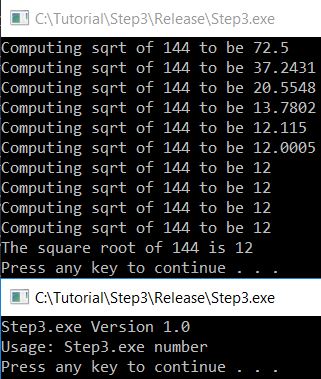 C:\Tutorial\Step3\Release\Step3.exe
Computing sqrt of 144 to be 72.5
Computing sqrt of 144 to be 37.2431
Computing sqrt of 144 to be 20.5548
Computing sqrt of 144 to be 13.7802
Computing sqrt of 144 to be 12.115
Computing sqrt of 144 to be 12.0005
Computing sqrt of 144 to be 12
Computing sqrt of 144 to be 12
Computing sqrt of 144 to be 12
Computing sqrt of 144 to be 12
The square root of 144 is 12
Press any key to continue . . .
C:\Tutorial\Step3\Release\Step3.exe
Step3.exe Version 1.0
Usage: Step3.exe number
Press any key to continue . . .